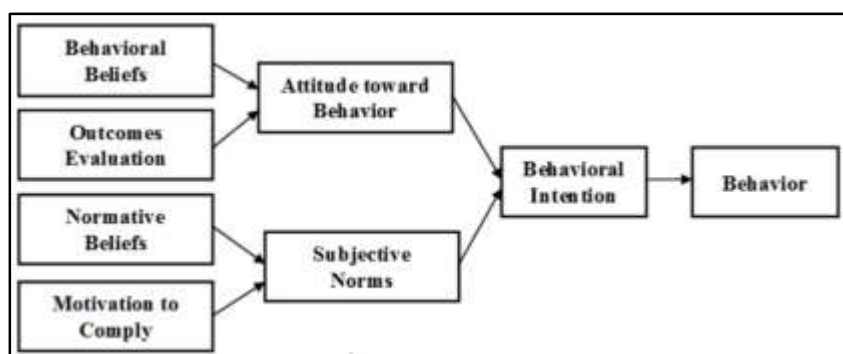 Behavioral
Beliefs
Outcomes
Evaluation
Normative
Beliefs
Motivation to
Comply
Attitude toward
Behavior
Subjective
Norms
Behavioral
Intention
Behavior